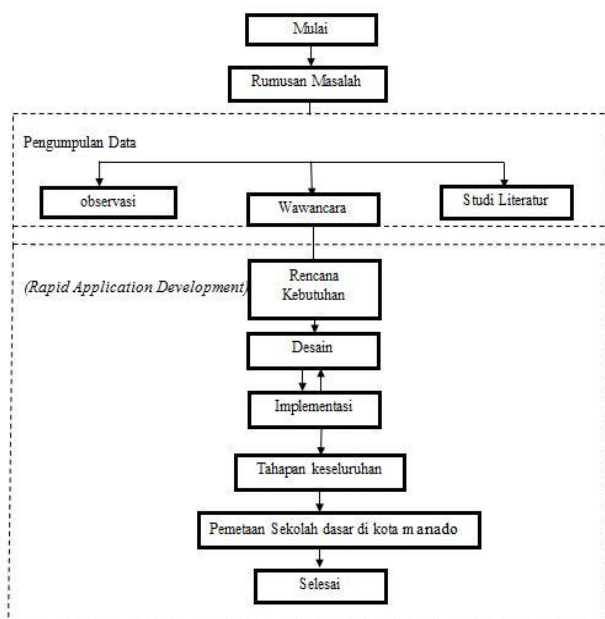 Mulai
Rumusan Masalah
Pengumpulan Data
observasi
Wawancara
Studi Literatur
(Rapid Application Development)
Rencana
Kebutuhan
Desain
Implementasi
Tahapan keseluruhan
Pemetaan Sekolah dasar di kota manado
Selesai